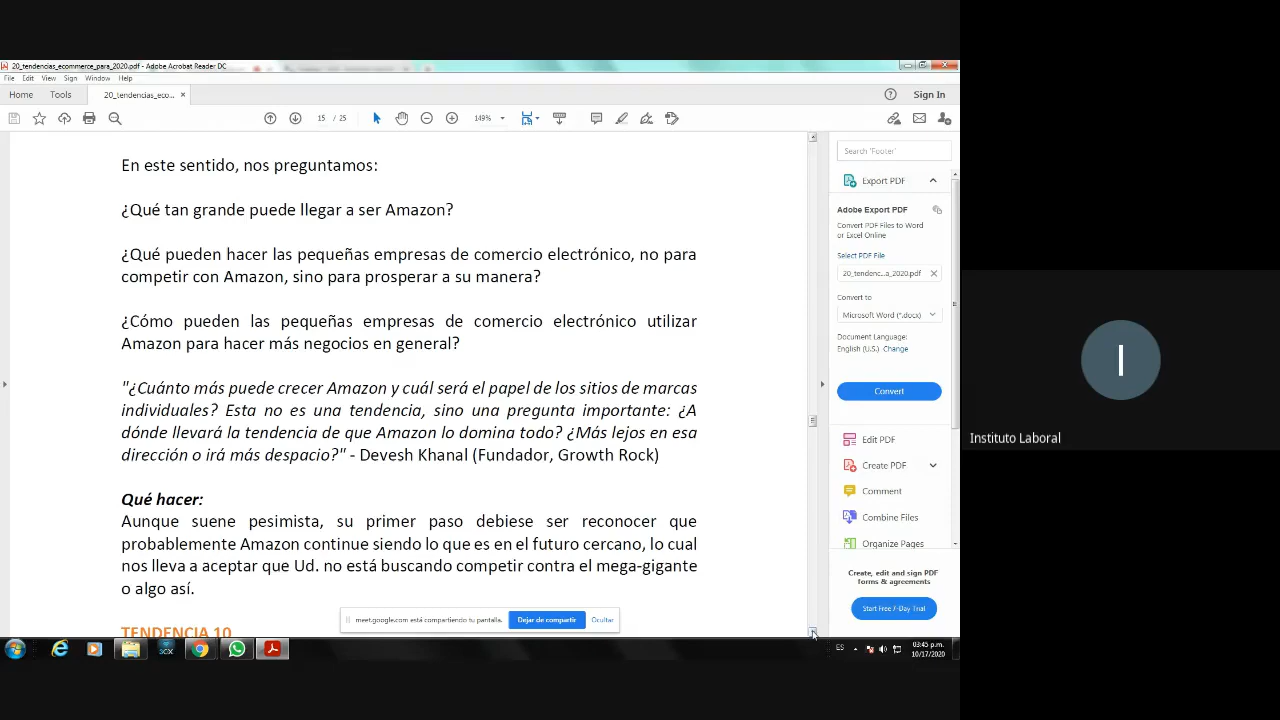 20_tendencias_ecommerce_para_2020.pdf - Adobe Acrobat Reader DC
File Edit View Sign Window Help
Home Tools 20_tendencias_eco... × Sign In
15 / 25 149%
En este sentido, nos preguntamos:
¿Qué tan grande puede llegar a ser Amazon?
¿Qué pueden hacer las pequeñas empresas de comercio electrónico, no para
competir con Amazon, sino para prosperar a su manera?
¿Cómo pueden las pequeñas empresas de comercio electrónico utilizar
Amazon para hacer más negocios en general?
"¿Cuánto más puede crecer Amazon y cuál será el papel de los sitios de marcas
individuales? Esta no es una tendencia, sino una pregunta importante: ¿A
dónde llevará la tendencia de que Amazon lo domina todo? ¿Más lejos en esa
dirección o irá más despacio?" - Devesh Khanal (Fundador, Growth Rock)
Qué hacer:
Aunque suene pesimista, su primer paso debiese ser reconocer que
probablemente Amazon continue siendo lo que es en el futuro cercano, lo cual
nos lleva a aceptar que Ud. no está buscando competir contra el mega-gigante
o algo así.
TENDENCIA 10
Search 'Footer'
Export PDF
Adobe Export PDF
Convert PDF Files to Word
or Excel Online
Select PDF File
20_tendenc...a_2020.pdf ×
Convert to
Microsoft Word (*.docx)
Document Language:
English (U.S.) Change
Convert
Edit PDF
Create PDF
Comment
Combine Files
Organize Pages
Create, edit and sign PDF
forms & agreements
Start Free 7-Day Trial
meet.google.com está compartiendo tu pantalla. Dejar de compartir Ocultar
SCX
ES
03:45 p.m.
10/17/2020
I
Instituto Laboral